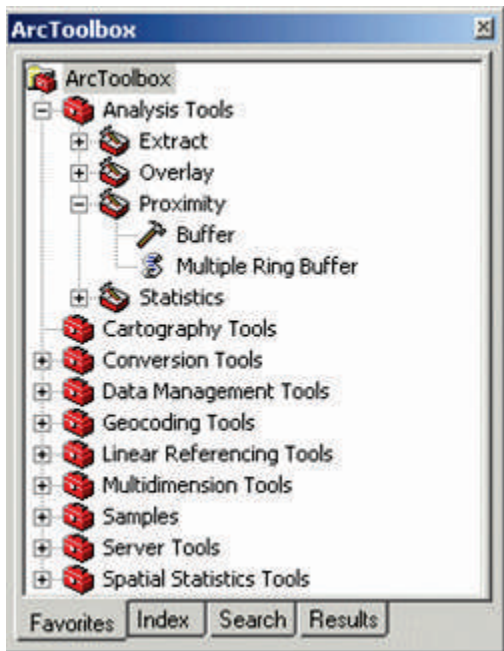 ArcToolbox
ArcToolbox
Analysis Tools
Extract
Overlay
Proximity
Buffer
Multiple Ring Buffer
Statistics
Cartography Tools
Conversion Tools
Data Management Tools
Geocoding Tools
Linear Referencing Tools
Multidimension Tools
Samples
Server Tools
Spatial Statistics Tools
Favorites Index Search Results